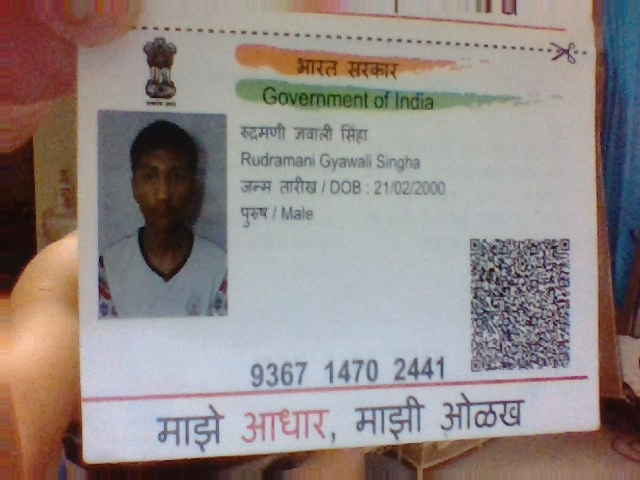 भारत सरकार
Government of India
रुद्रमणी ज्ञवाली सिंहा
Rudramani Gyawali Singha
जन्म तारीख / DOB : 21/02/2000
पुरुष / Male
9367 1470 2441
माझे आधार, माझी ओळख